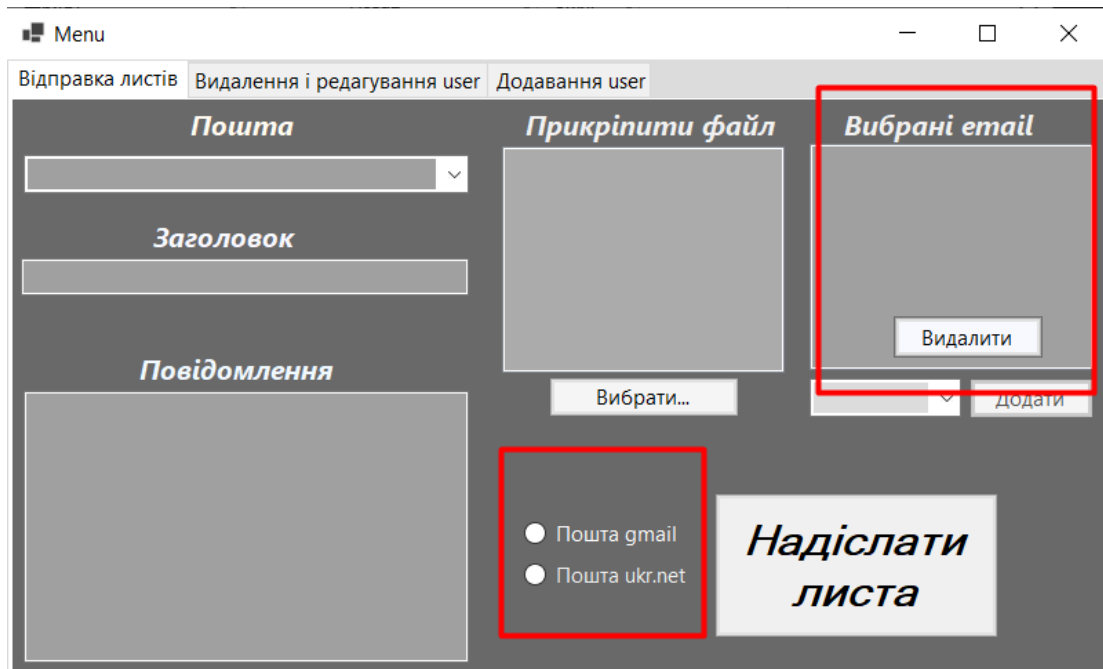 Menu
Відправка листів Видалення і редагування user Додавання user
Пошта
Прикріпити файл
Вибрані email
Заголовок
Видалити
Повідомлення
Вибрати...
Додати
Пошта gmail
Пошта ukr.net
Надіслати
листа